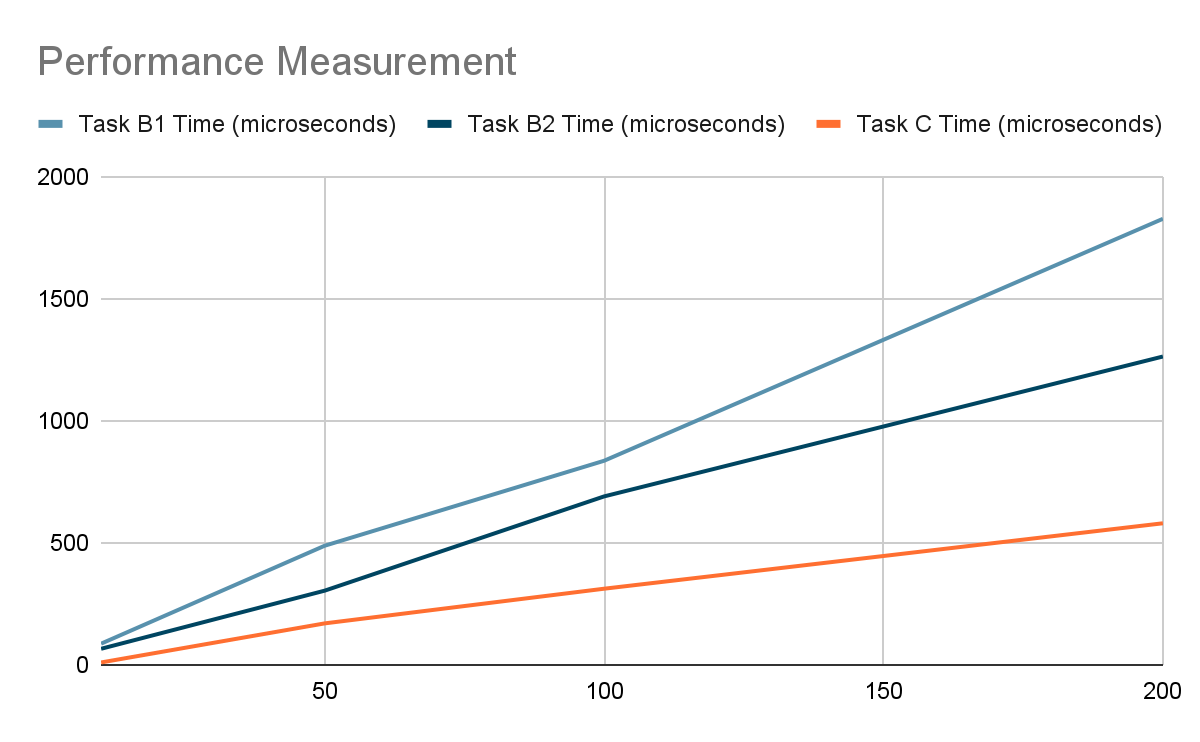 Performance Measurement
Task B1 Time (microseconds) Task B2 Time (microseconds) Task C Time (microseconds)
2000
1500
1000
500
0
50 100 150 200